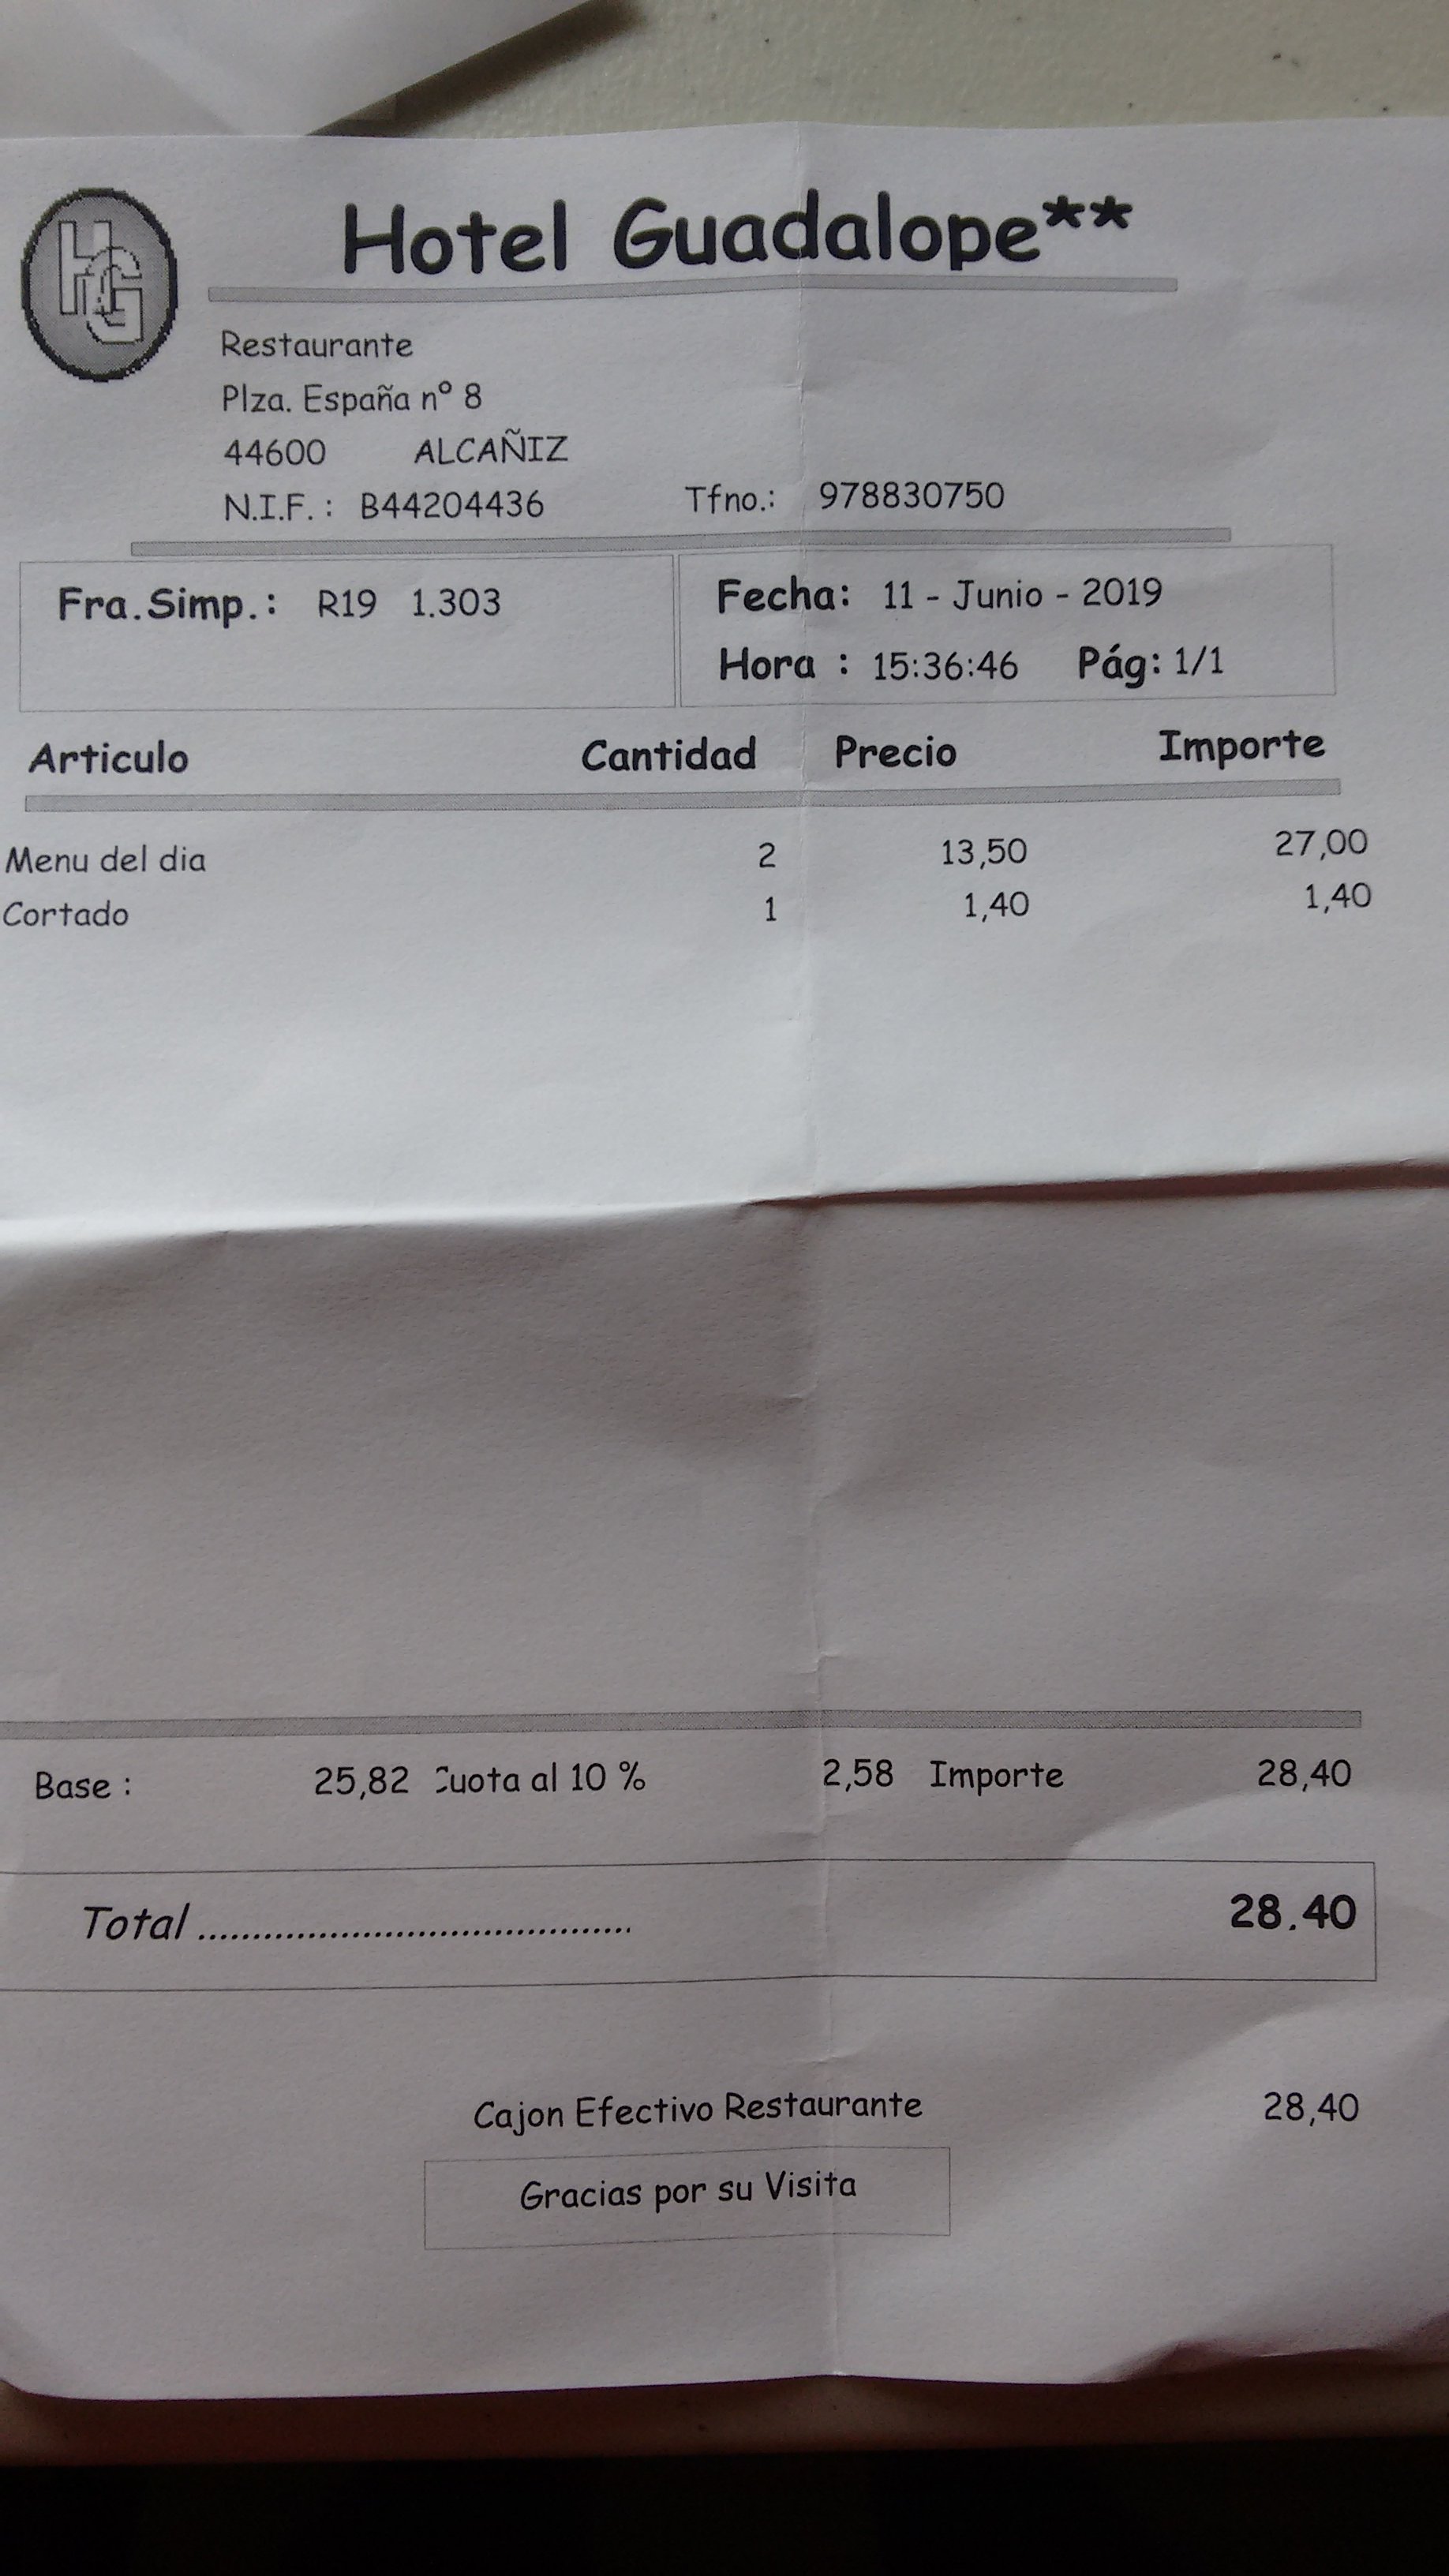 HG
Hotel Guadalope**
Restaurante
Plza. España nº 8
44600 ALCAÑIZ
N.I.F. : B44204436 Tfno.: 978830750
Fra.Simp.: R19 1.303 Fecha: 11 - Junio - 2019
Hora : 15:36:46 Pág: 1/1
Articulo Cantidad Precio Importe
Menu del dia 2 13,50 27,00
Cortado 1 1,40 1,40
Base : 25,82 Cuota al 10 % 2,58 Importe 28,40
Total ........................................ 28.40
Cajon Efectivo Restaurante 28,40
Gracias por su Visita